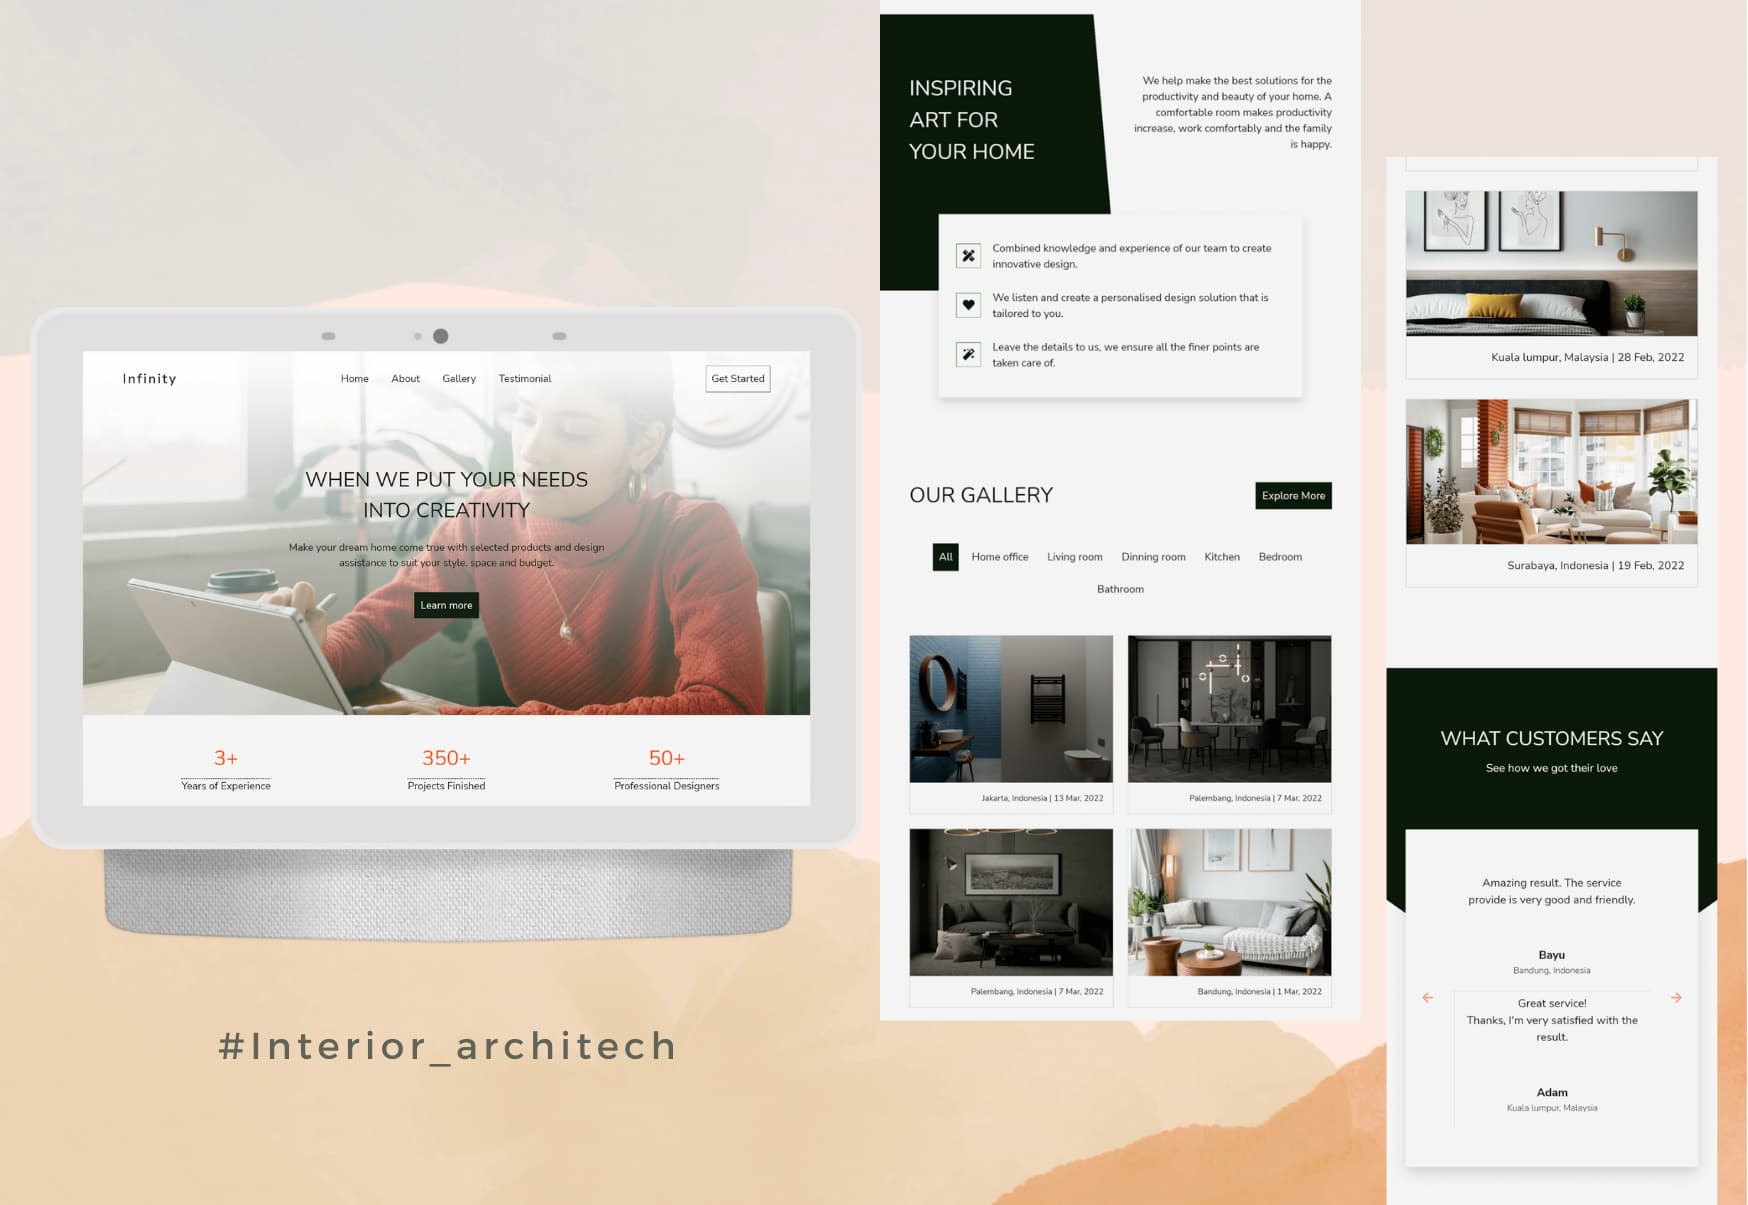 Infinity
Home
About
Gallery
Testimonial
Get Started
WHEN WE PUT YOUR NEEDS
INTO CREATIVITY
Make your dream home come true with selected products and design
assistance to suit your style, space and budget.
Learn more
3+
Years of Experience
350+
Projects Finished
50+
Professional Designers
#Interior_architech
INSPIRING
ART FOR
YOUR HOME
We help make the best solutions for the
productivity and beauty of your home. A
comfortable room makes productivity
increase, work comfortably and the family
is happy.
Combined knowledge and experience of our team to create
innovative design.
We listen and create a personalised design solution that is
tailored to you.
Leave the details to us, we ensure all the finer points are
taken care of.
OUR GALLERY
Explore More
All
Home office
Living room
Dinning room
Kitchen
Bedroom
Bathroom
Jakarta, Indonesia | 13 Mar, 2022
Palembang, Indonesia | 7 Mar, 2022
Palembang, Indonesia | 7 Mar, 2022
Bandung, Indonesia | 1 Mar, 2022
Kuala lumpur, Malaysia | 28 Feb, 2022
Surabaya, Indonesia | 19 Feb, 2022
WHAT CUSTOMERS SAY
See how we got their love
Amazing result. The service
provide is very good and friendly.
Bayu
Bandung, Indonesia
Great service!
Thanks, I'm very satisfied with the
result.
Adam
Kuala lumpur, Malaysia